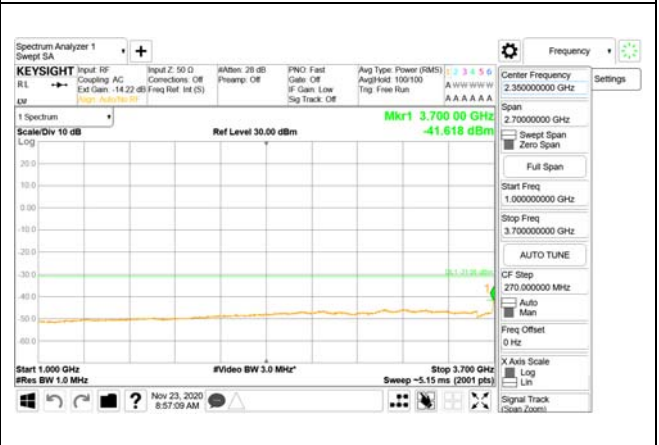 Spectrum Analyzer 1
Swept SA
Frequency
KEYSIGHT
RL
Input: RF
Coupling: AC
Ext Gain: -14.22 dB
Align: Auto/No RF
Input Z: 50 Ω
Corrections: Off
Freq Ref: Int (S)
#Atten: 28 dB
Preamp: Off
PNO: Fast
Gate: Off
IF Gain: Low
Sig Track: Off
Avg Type: Power (RMS)
Avg|Hold: 100/100
Trig: Free Run
1 2 3 4 5 6
A W W W W W
A A A A A A
1 Spectrum
Scale/Div 10 dB
Log
Ref Level 30.00 dBm
Mkr1 3.700 00 GHz
-41.618 dBm
20.0
10.0
0.00
-10.0
-20.0
-30.0
-40.0
-50.0
-60.0
1
Start 1.000 GHz
#Res BW 1.0 MHz
#Video BW 3.0 MHz*
Stop 3.700 GHz
Sweep ~5.15 ms (2001 pts)
Nov 23, 2020
8:57:09 AM
Center Frequency
2.350000000 GHz
Settings
Span
2.70000000 GHz
Swept Span
Zero Span
Full Span
Start Freq
1.000000000 GHz
Stop Freq
3.700000000 GHz
AUTO TUNE
CF Step
270.000000 MHz
Auto
Man
Freq Offset
0 Hz
X Axis Scale
Log
Lin
Signal Track
(Span Zoom)